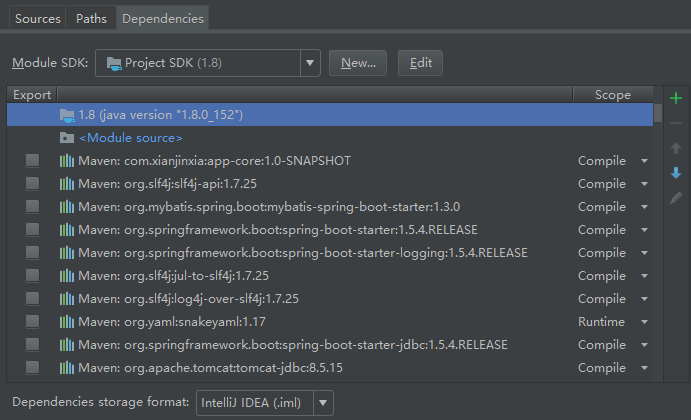 Sources Paths Dependencies
Module SDK: Project SDK (1.8) New... Edit
Export Scope
1.8 (java version "1.8.0_152")
<Module source>
Maven: com.xianjinxia:app-core:1.0-SNAPSHOT Compile
Maven: org.slf4j:slf4j-api:1.7.25 Compile
Maven: org.mybatis.spring.boot:mybatis-spring-boot-starter:1.3.0 Compile
Maven: org.springframework.boot:spring-boot-starter:1.5.4.RELEASE Compile
Maven: org.springframework.boot:spring-boot-starter-logging:1.5.4.RELEASE Compile
Maven: org.slf4j:jul-to-slf4j:1.7.25 Compile
Maven: org.slf4j:log4j-over-slf4j:1.7.25 Compile
Maven: org.yaml:snakeyaml:1.17 Runtime
Maven: org.springframework.boot:spring-boot-starter-jdbc:1.5.4.RELEASE Compile
Maven: org.apache.tomcat:tomcat-jdbc:8.5.15 Compile
Dependencies storage format: IntelliJ IDEA (.iml)